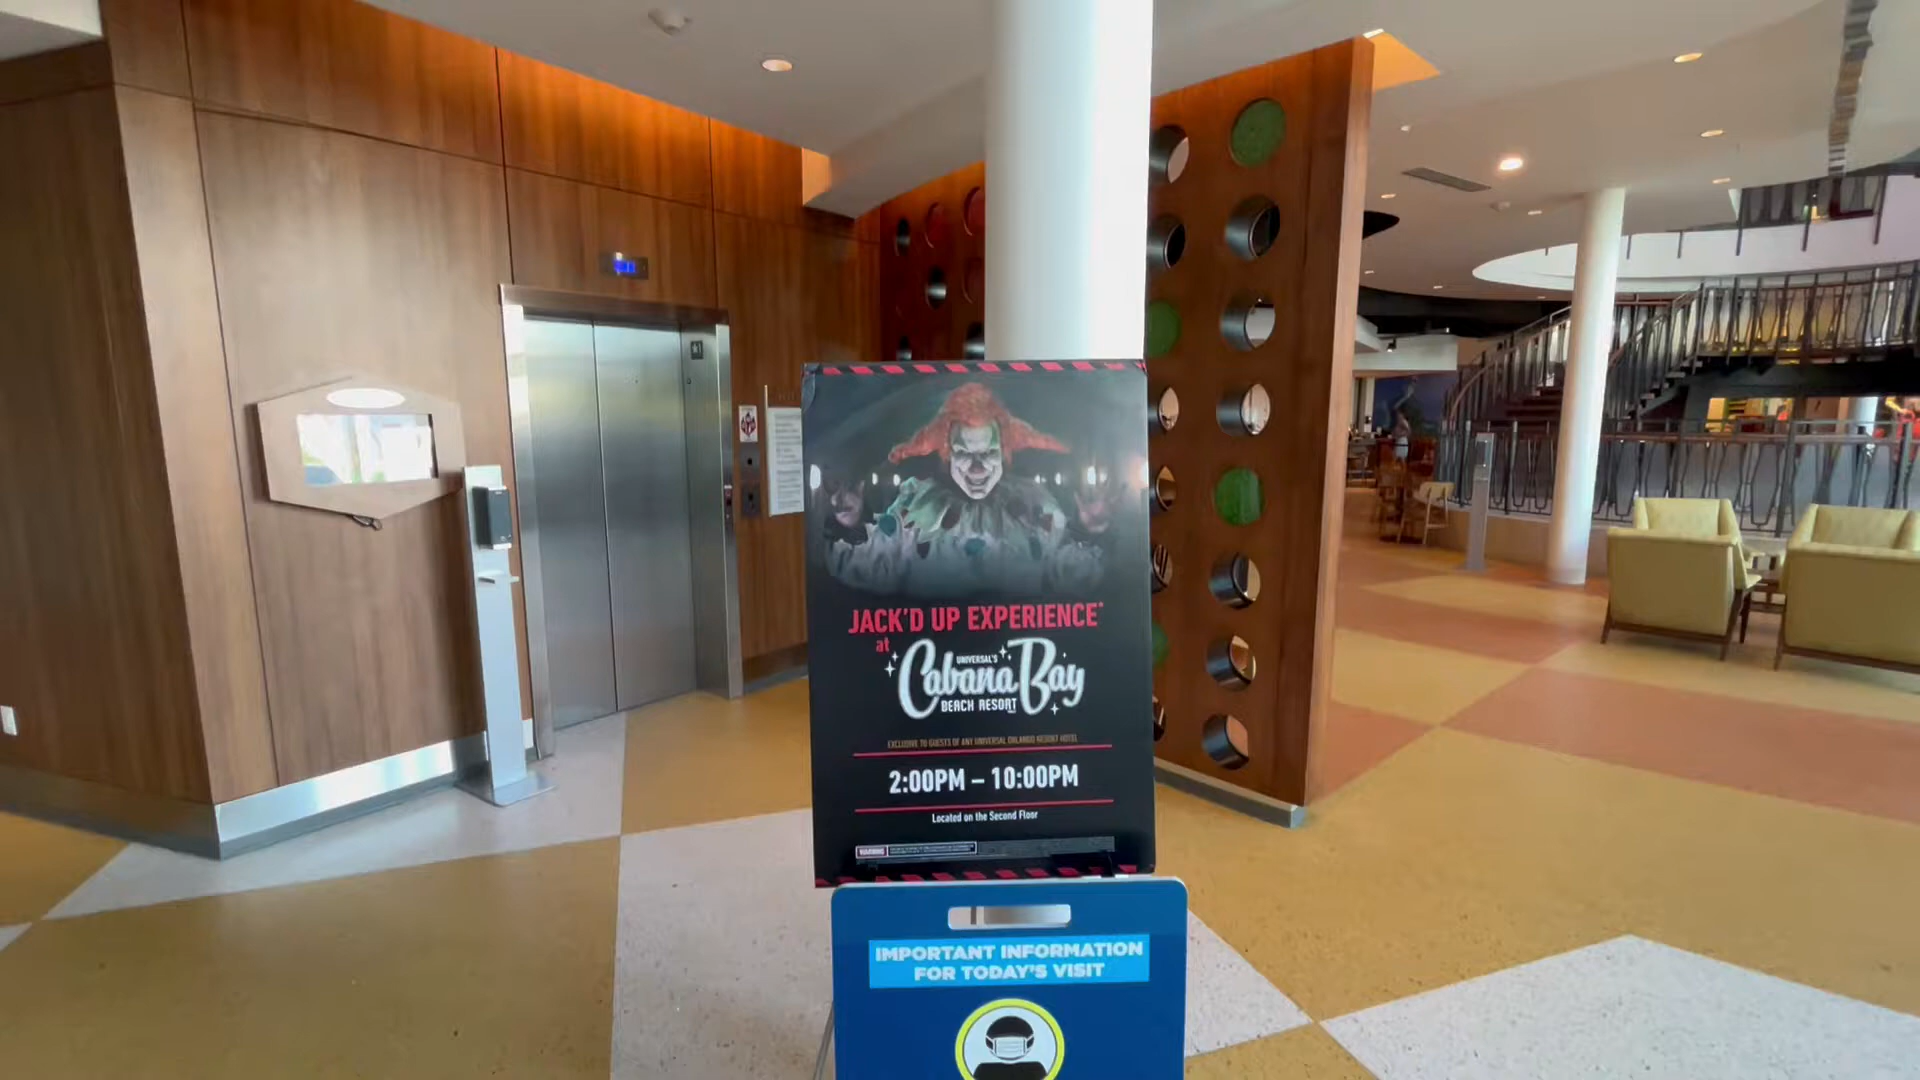 JACK'D UP EXPERIENCE*
at
UNIVERSAL'S
Cabana Bay
BEACH RESORT
EXCLUSIVE TO GUESTS OF ANY UNIVERSAL ORLANDO RESORT HOTEL
2:00PM – 10:00PM
Located on the Second Floor
WARNING
IMPORTANT INFORMATION
FOR TODAY'S VISIT